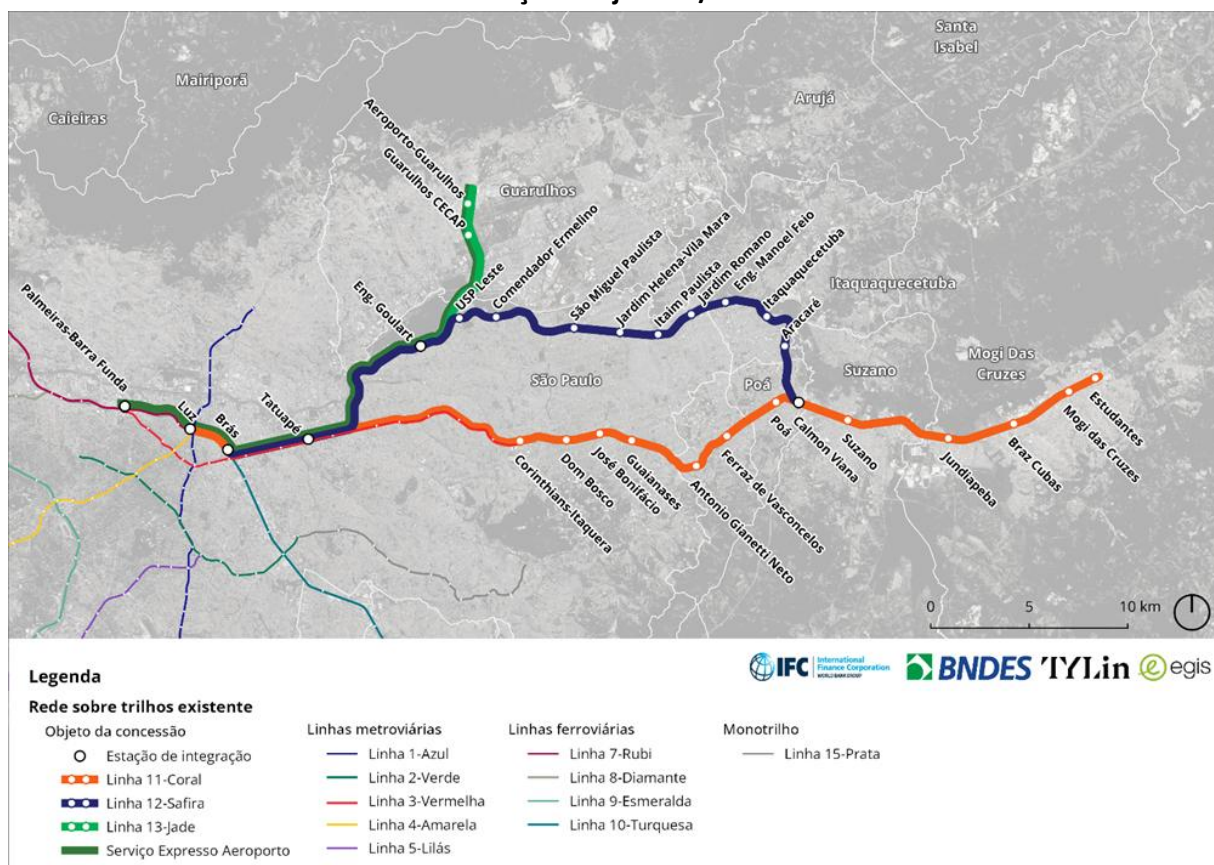 Santa
Isabel
Mairiporã
Arujá
Caieiras
Aeroporto-Guarulhos
Guarulhos CECAP
Guarulhos
Palmeiras-Barra Funda
Luz
Brás
Tatuapé
Eng. Goulart
USP Leste
Comendador Ermelino
São Miguel Paulista
Jardim Helena-Vila Mara
Itaim Paulista
Jardim Romano
Eng. Manoel Feio
Itaquaquecetuba
Aracaré
Itaquaquecetuba
São Paulo
Poá
Suzano
Mogi Das
Cruzes
Corinthians-Itaquera
Dom Bosco
José Bonifácio
Guaianases
Antonio Gianetti Neto
Ferraz de Vasconcelos
Poá
Calmon Viana
Suzano
Jundiapeba
Braz Cubas
Mogi das Cruzes
Estudantes
0 5 10 km
IFC International Finance Corporation WORLD BANK GROUP BNDES TYLin egis
Legenda
Rede sobre trilhos existente
Objeto da concessão
Estação de integração
Linha 11-Coral
Linha 12-Safira
Linha 13-Jade
Serviço Expresso Aeroporto
Linhas metroviárias
Linha 1-Azul
Linha 2-Verde
Linha 3-Vermelha
Linha 4-Amarela
Linha 5-Lilás
Linhas ferroviárias
Linha 7-Rubi
Linha 8-Diamante
Linha 9-Esmeralda
Linha 10-Turquesa
Monotrilho
Linha 15-Prata